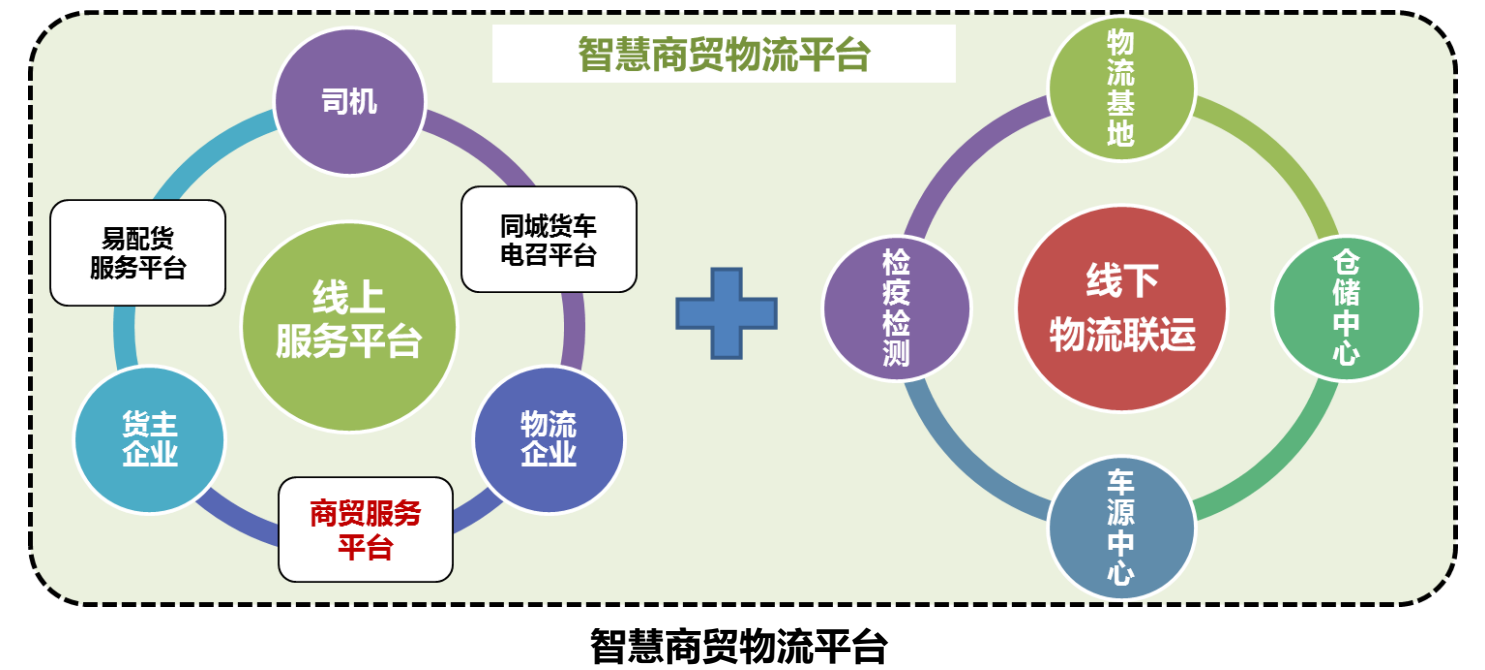 智慧商贸物流平台
司机
易配货
服务平台
同城货车
电召平台
线上
服务平台
货主
企业
物流
企业
商贸服务
平台
物流基地
检疫检测
线下
物流联运
仓储中心
车源中心
智慧商贸物流平台